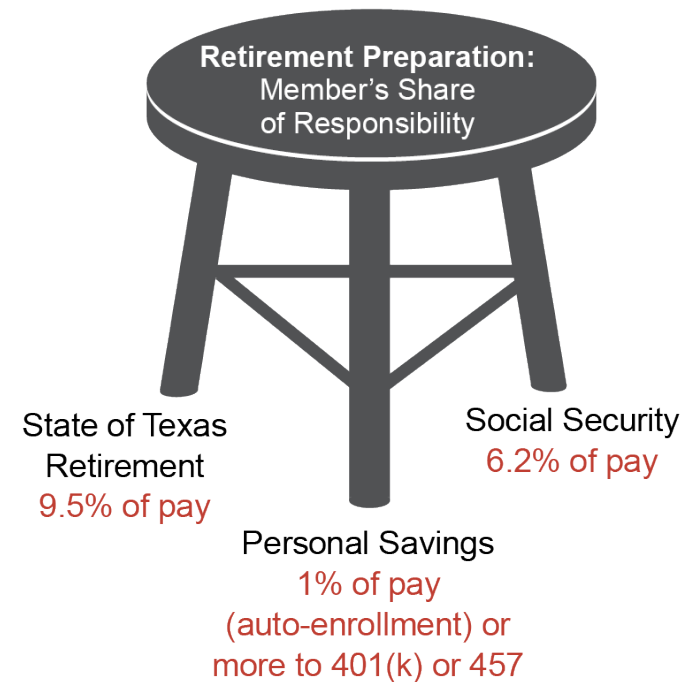 Retirement Preparation:
Member’s Share
of Responsibility
State of Texas
Retirement
9.5% of pay
Social Security
6.2% of pay
Personal Savings
1% of pay
(auto-enrollment) or
more to 401(k) or 457